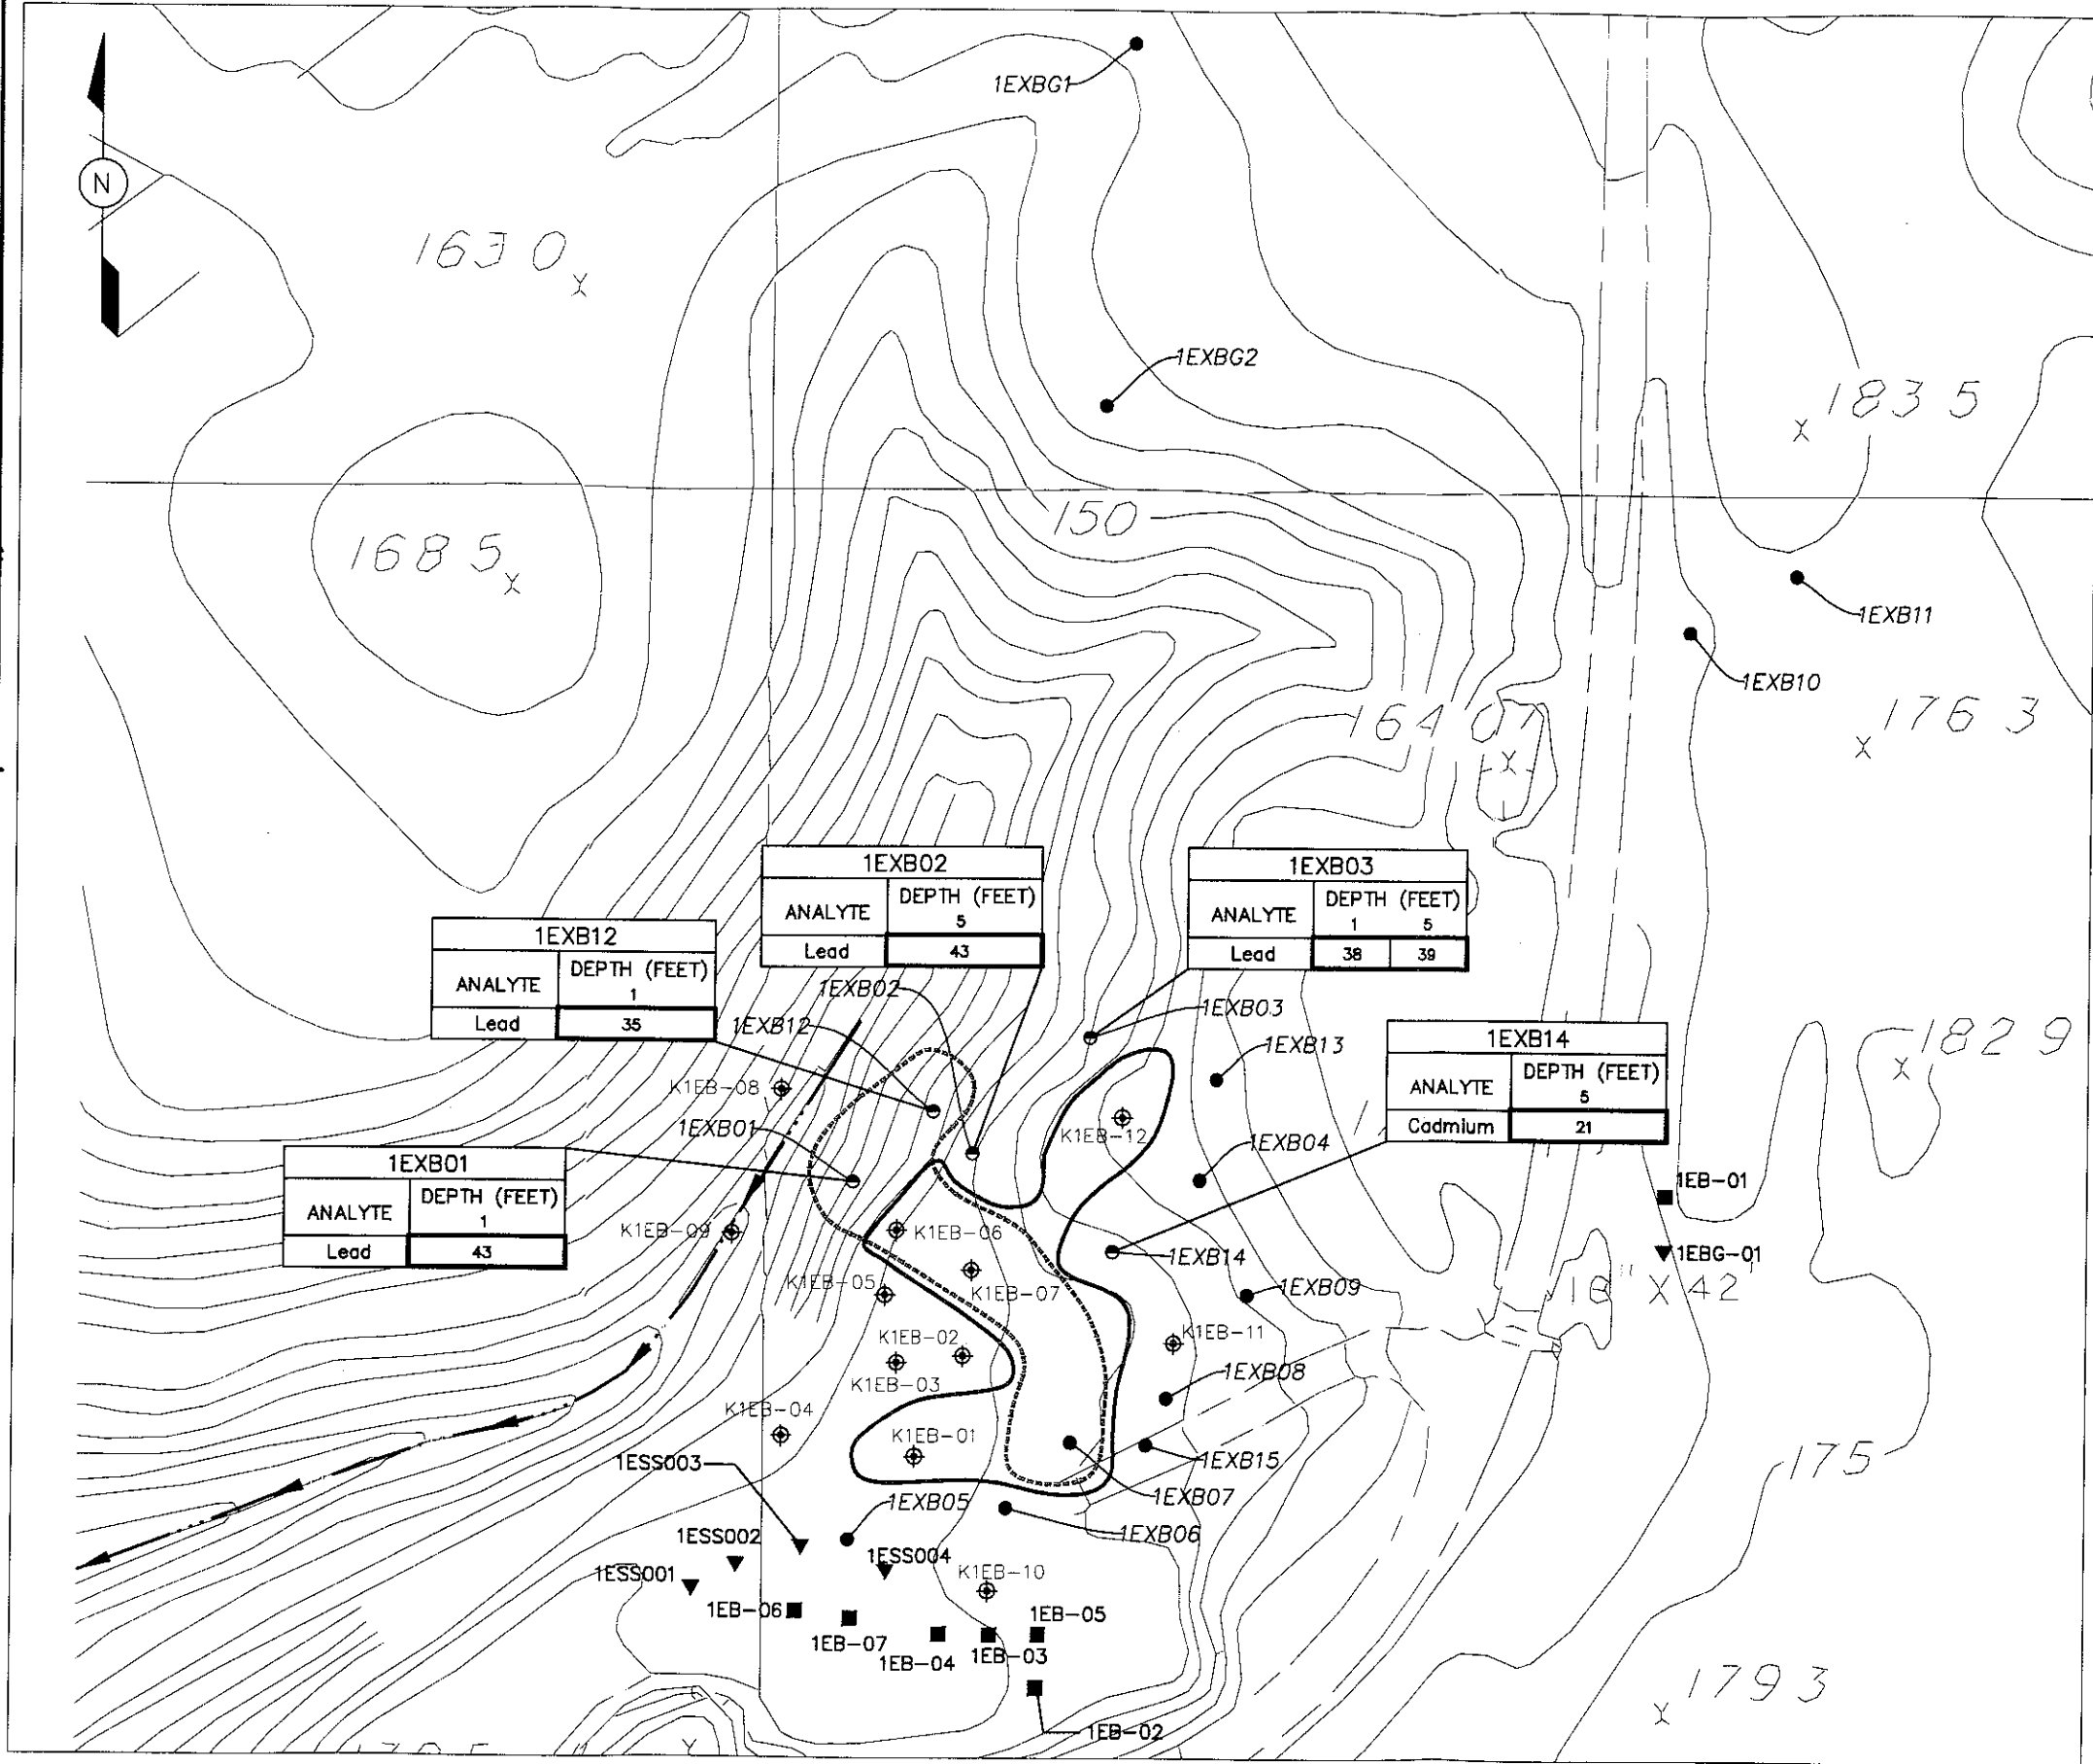 1EXBG1
N
1630
1EXBG2
1835
150
1685
1EXB11
1EXB10
1763
1EXB02
ANALYTE DEPTH (FEET)
5
Lead 43
1EXB03
ANALYTE DEPTH (FEET)
1 5
Lead 38 39
1EXB12
ANALYTE DEPTH (FEET)
1
Lead 35
1EXB02
1EXB03
1EXB12
1EXB13
1EXB14
ANALYTE DEPTH (FEET)
5
Cadmium 21
1829
K1EB-08
1EXB01
K1EB-12
1EXB04
1EXB01
ANALYTE DEPTH (FEET)
1
Lead 43
1EB-01
K1EB-09
K1EB-06
1EXB14
1EBG-01
K1EB-05
K1EB-07
1EXB09
18" X 42'
K1EB-02
K1EB-11
K1EB-03
1EXB08
K1EB-04
K1EB-01
1ESS003
1EXB15
175
1EXB05
1EXB07
1ESS002
1EXB06
1ESS004
1ESS001
K1EB-10
1EB-06
1EB-05
1EB-07
1EB-04
1EB-03
1793
1EB-02